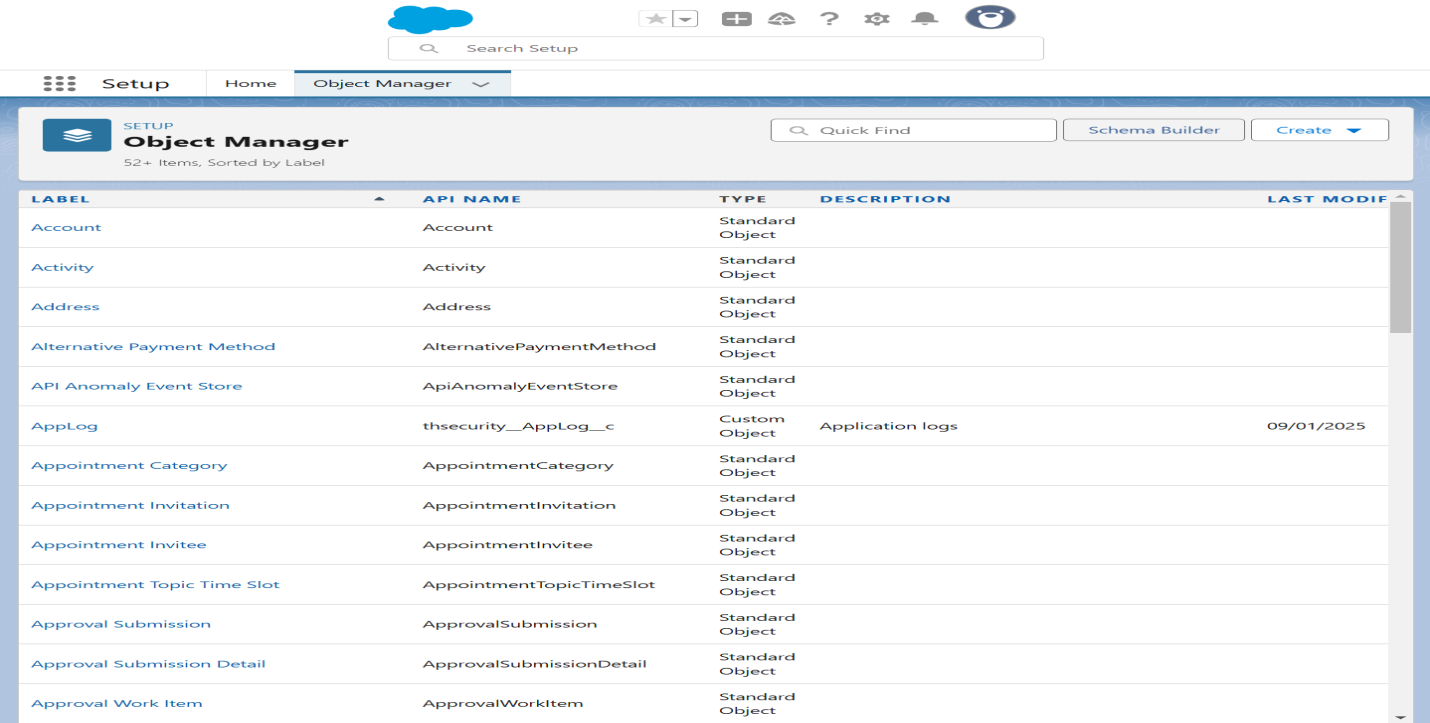 Search Setup
Setup Home Object Manager
SETUP
Object Manager
52+ Items, Sorted by Label
Quick Find Schema Builder Create
LABEL API NAME TYPE DESCRIPTION LAST MODIF
Account Account Standard Object
Activity Activity Standard Object
Address Address Standard Object
Alternative Payment Method AlternativePaymentMethod Standard Object
API Anomaly Event Store ApiAnomalyEventStore Standard Object
AppLog thsecurity__AppLog__c Custom Object Application logs 09/01/2025
Appointment Category AppointmentCategory Standard Object
Appointment Invitation AppointmentInvitation Standard Object
Appointment Invitee AppointmentInvitee Standard Object
Appointment Topic Time Slot AppointmentTopicTimeSlot Standard Object
Approval Submission ApprovalSubmission Standard Object
Approval Submission Detail ApprovalSubmissionDetail Standard Object
Approval Work Item ApprovalWorkItem Standard Object